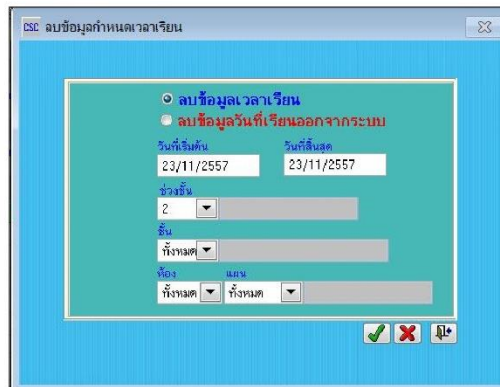 CSC ลบข้อมูลกำหนดเวลาเรียน
ลบข้อมูลเวลาเรียน
ลบข้อมูลวันที่เรียนออกจากระบบ
วันที่เริ่มต้น วันที่สิ้นสุด
23/11/2557 23/11/2557
ช่วงชั้น
2
ชั้น
ทั้งหมด
ห้อง แผน
ทั้งหมด ทั้งหมด